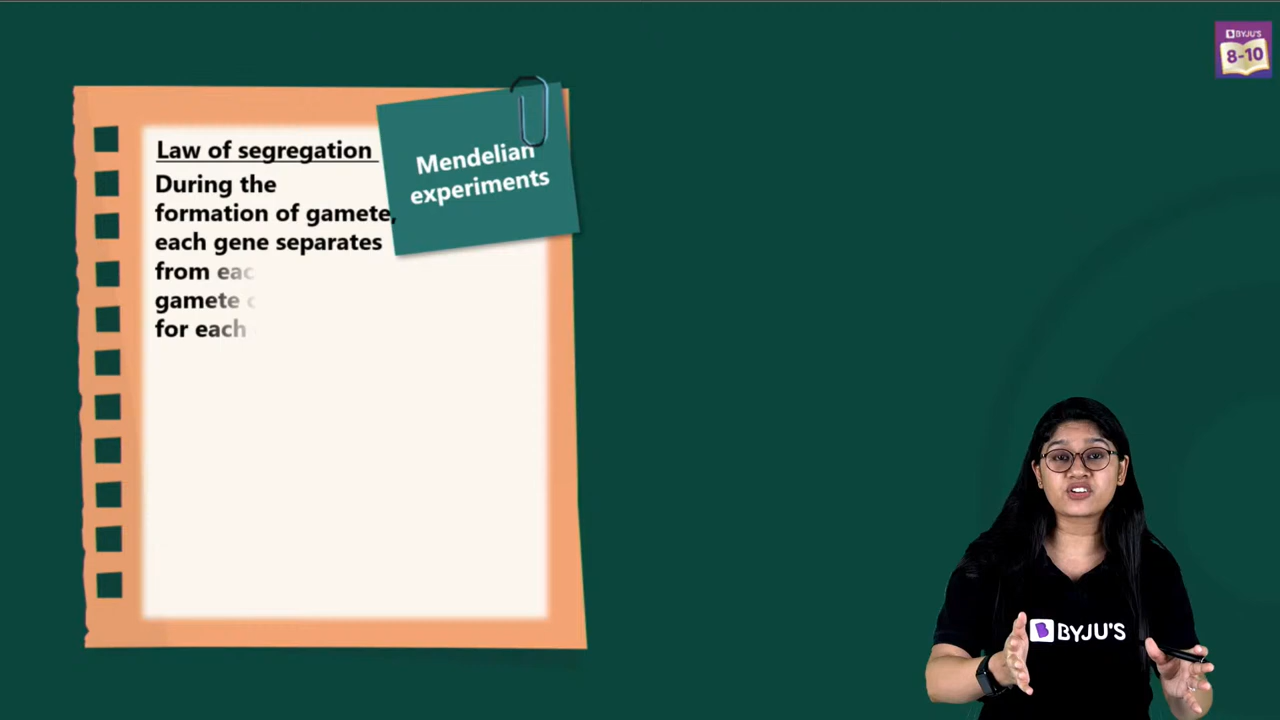 BYJU'S
8-10
Law of segregation
Mendelian
experiments
During the
formation of gamete,
each gene separates
from
gamete
for each
BYJU'S